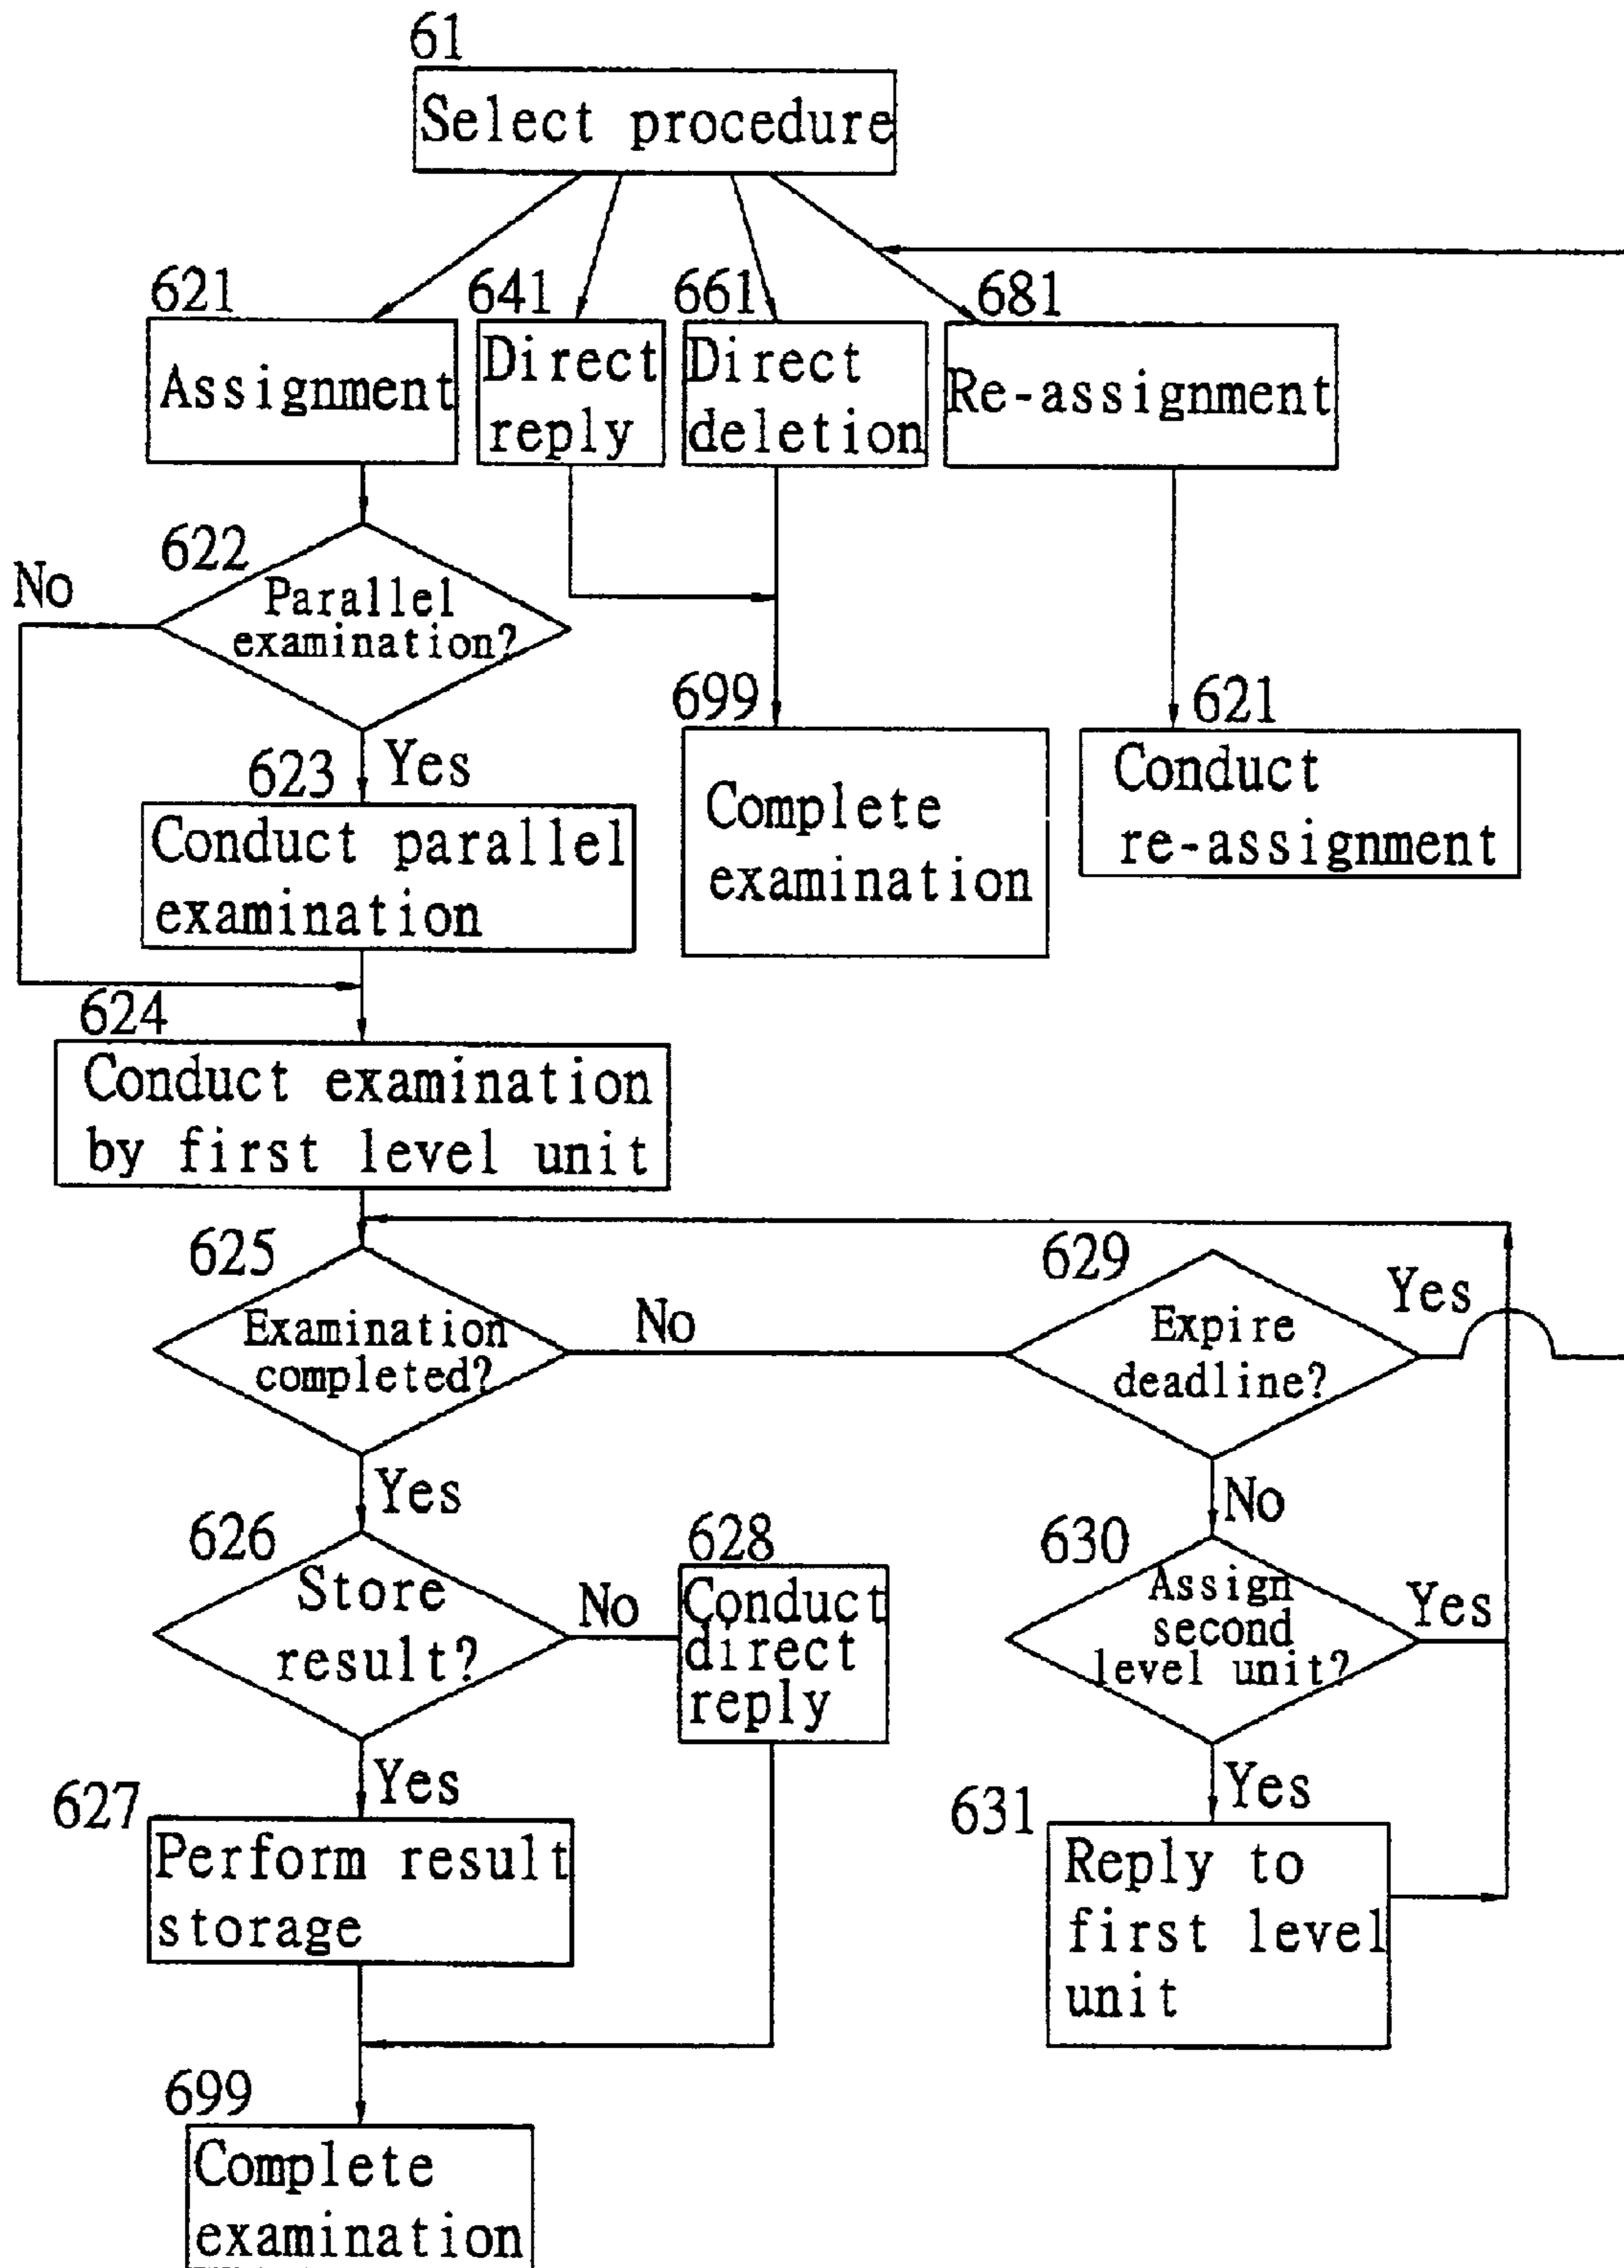 61
Select procedure
621
Assignment
641
Direct
reply
661
Direct
deletion
681
Re-assignment
622
No
Parallel
examination?
Yes
623
Conduct parallel
examination
699
Complete
examination
621
Conduct
re-assignment
624
Conduct examination
by first level unit
625
Examination
completed?
No
629
Expire
deadline?
Yes
Yes
No
626
Store
result?
No
628
Conduct
direct
reply
630
Assign
second
level unit?
Yes
Yes
627
Perform result
storage
Yes
631
Reply to
first level
unit
699
Complete
examination